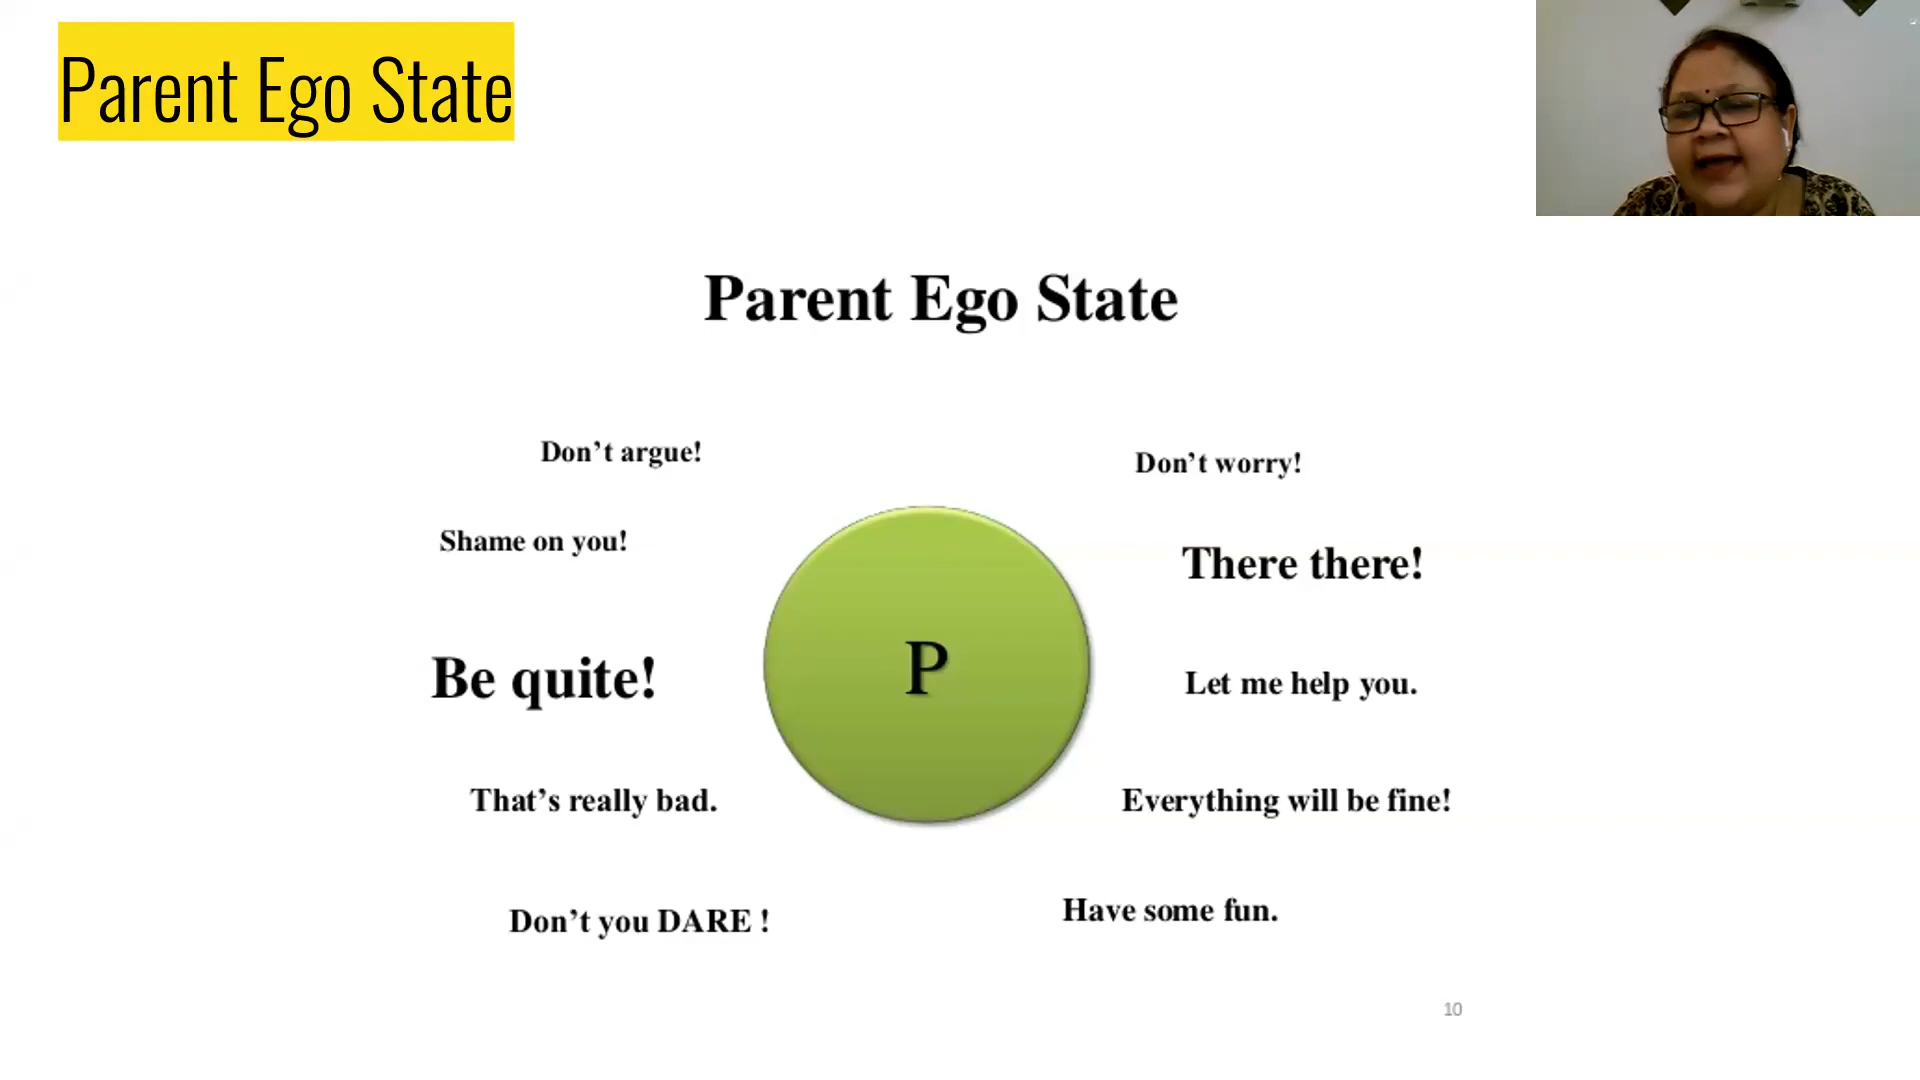 Parent Ego State
Parent Ego State
Don’t argue!
Don’t worry!
Shame on you!
There there!
Be quite!
P
Let me help you.
That’s really bad.
Everything will be fine!
Don’t you DARE !
Have some fun.
10